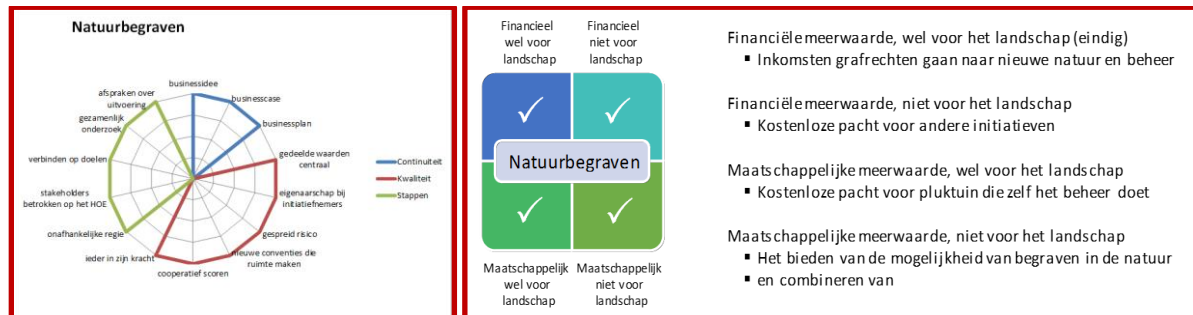 Natuurbegraven
businessidee
businesscase
businessplan
gedeelde waarden
centraal
eigenaarschap bij
initiatiefnemers
gespreid risico
nieuwe conventies die
ruimte maken
cooperatief scoren
ieder in zijn kracht
onafhankelijke regie
stakeholders
betrokken op het HOE
verbinden op doelen
gezamenlijk
onderzoek
afspraken over
uitvoering
Continuiteit
Kwaliteit
Stappen
Financieel
wel voor
landschap
Financieel
niet voor
landschap
✓ ✓
Natuurbegraven
✓ ✓
Maatschappelijk
wel voor
landschap
Maatschappelijk
niet voor
landschap
Financiële meerwaarde, wel voor het landschap (eindig)
▪ Inkomsten grafrechten gaan naar nieuwe natuur en beheer
Financiële meerwaarde, niet voor het landschap
▪ Kostenloze pacht voor andere initiatieven
Maatschappelijke meerwaarde, wel voor het landschap
▪ Kostenloze pacht voor pluktuin die zelf het beheer doet
Maatschappelijke meerwaarde, niet voor het landschap
▪ Het bieden van de mogelijkheid van begraven in de natuur
▪ en combineren van